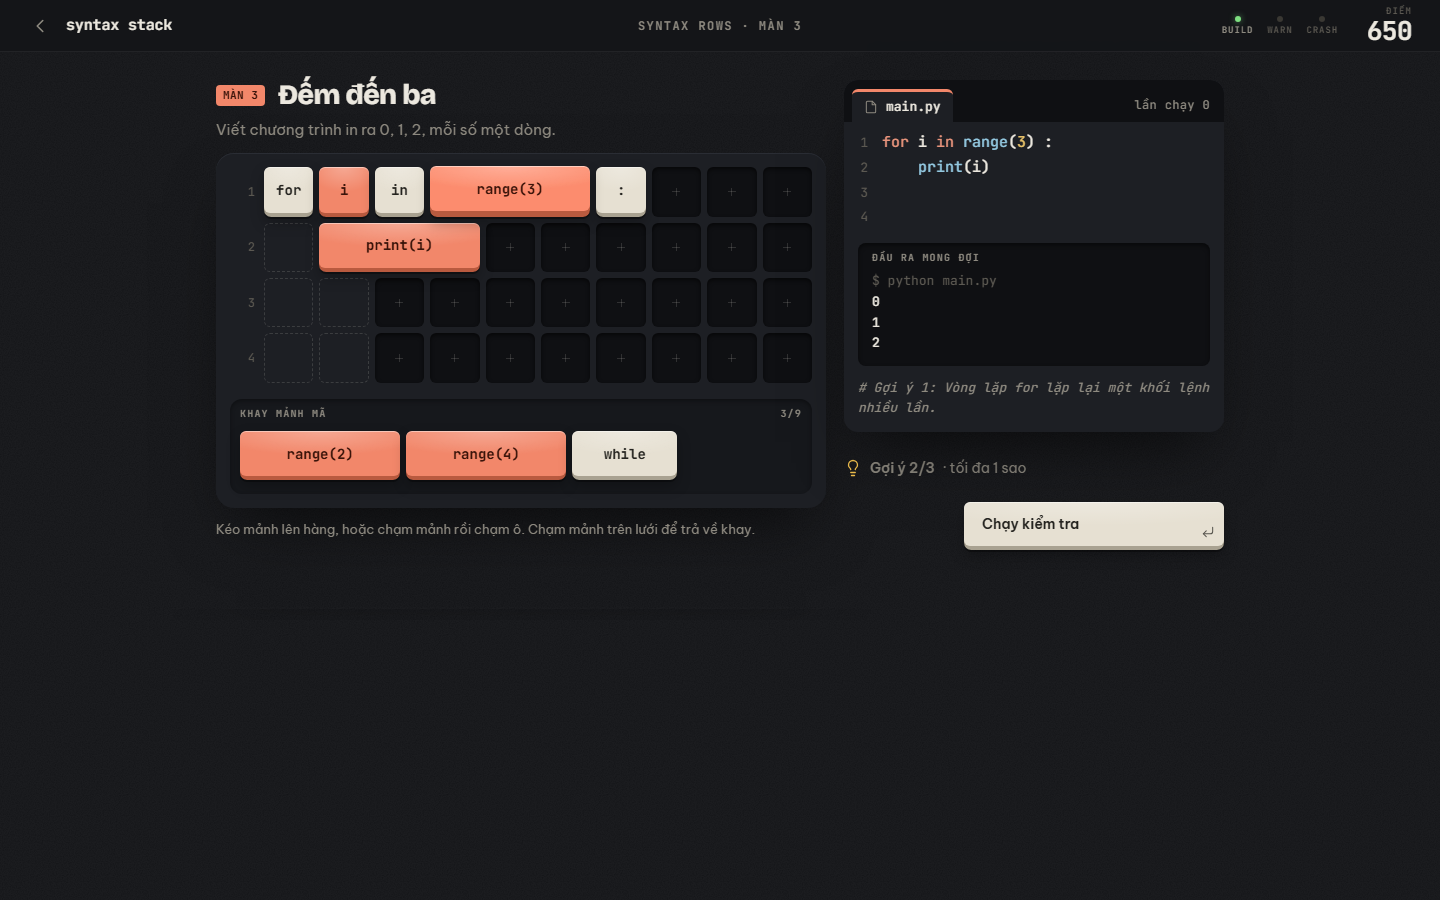 syntax stack
SYNTAX ROWS · MÀN 3
BUILD WARN CRASH
ĐIỂM
650
MÀN 3 Đếm đến ba
Viết chương trình in ra 0, 1, 2, mỗi số một dòng.
1 for i in range(3) : + + +
2 print(i) + + + + + +
3 + + + + + + + +
4 + + + + + + + +
KHAY MẢNH MÃ 3/9
range(2) range(4) while
Kéo mảnh lên hàng, hoặc chạm mảnh rồi chạm ô. Chạm mảnh trên lưới để trả về khay.
main.py lần chạy 0
1 for i in range(3) :
2 print(i)
3
4
ĐẦU RA MONG ĐỢI
$ python main.py
0
1
2
# Gợi ý 1: Vòng lặp for lặp lại một khối lệnh
nhiều lần.
Gợi ý 2/3 · tối đa 1 sao
Chạy kiểm tra